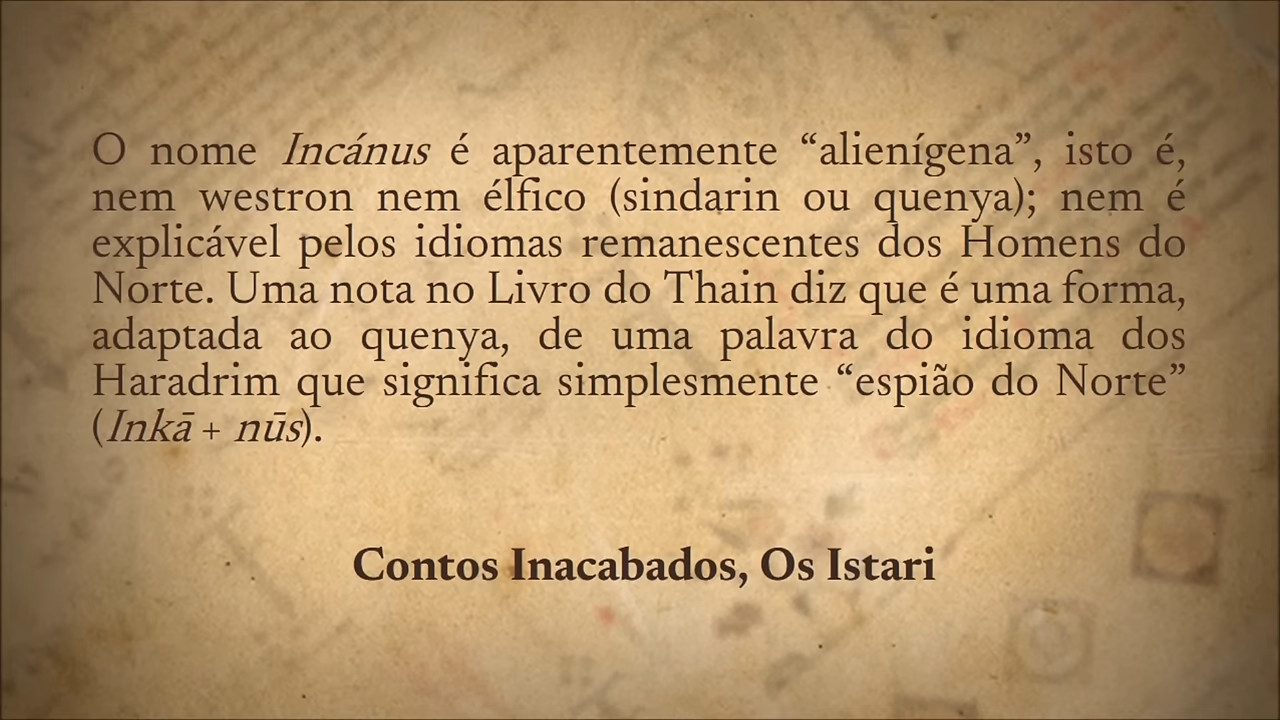 O nome Incánus é aparentemente “alienígena”, isto é,
nem westron nem élfico (sindarin ou quenya); nem é
explicável pelos idiomas remanescentes dos Homens do
Norte. Uma nota no Livro do Thain diz que é uma forma,
adaptada ao quenya, de uma palavra do idioma dos
Haradrim que significa simplesmente “espião do Norte”
(Inkā + nūs).
Contos Inacabados, Os Istari